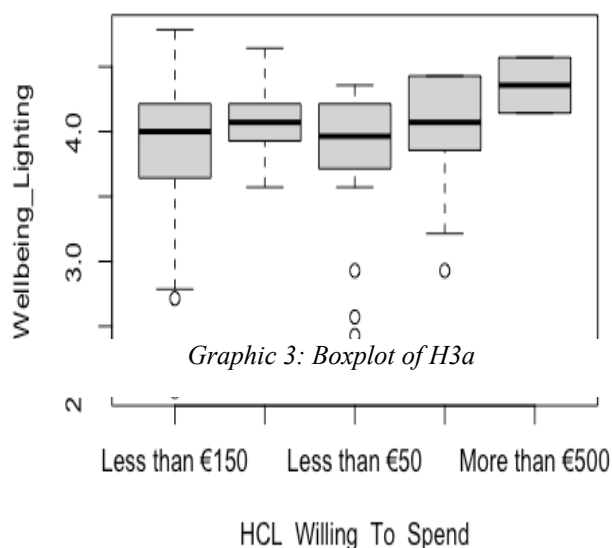 Wellbeing_Lighting
4.0
3.0
Graphic 3: Boxplot of H3a
2
Less than €150 Less than €50 More than €500
HCL Willing To Spend